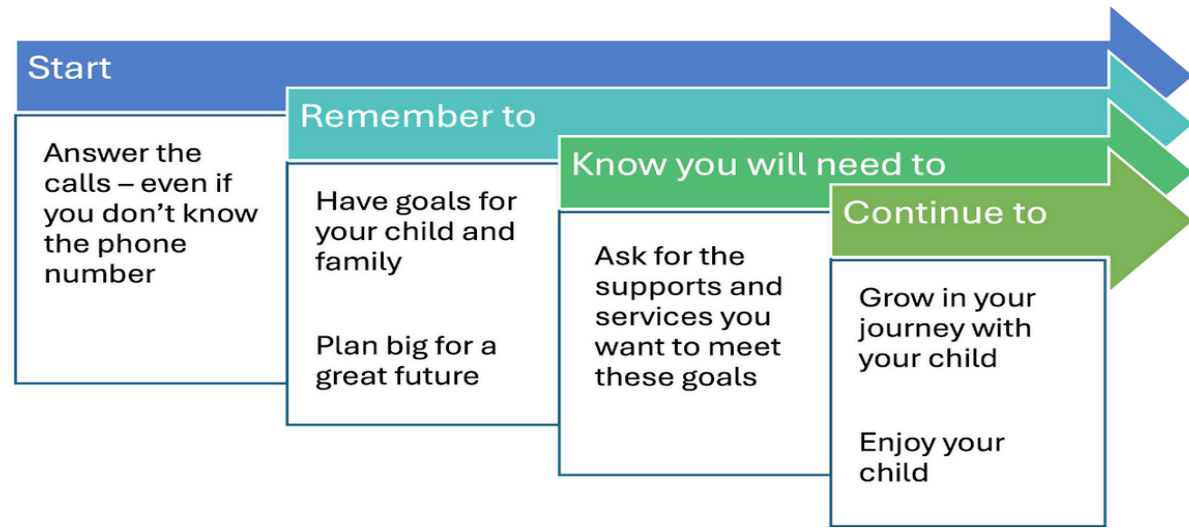 Start
Answer the
calls – even if
you don’t know
the phone
number
Remember to
Have goals for
your child and
family
Plan big for a
great future
Know you will need to
Ask for the
supports and
services you
want to meet
these goals
Continue to
Grow in your
journey with
your child
Enjoy your
child